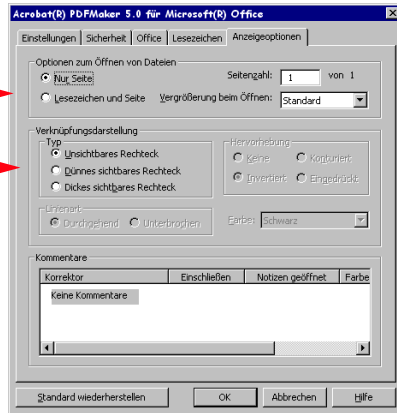 Acrobat(R) PDFMaker 5.0 für Microsoft(R) Office
Einstellungen Sicherheit Office Lesezeichen Anzeigeoptionen
Optionen zum Öffnen von Dateien
Nur Seite Seitenzahl: 1 von 1
Lesezeichen und Seite Vergrößerung beim Öffnen: Standard
Verknüpfungsdarstellung
Typ Hervorhebung
Unsichtbares Rechteck Keine Konturiert
Dünnes sichtbares Rechteck Invertiert Eingedrückt
Dickes sichtbares Rechteck
Linienart
Durchgehend Unterbrochen Farbe: Schwarz
Kommentare
Korrektor Einschließen Notizen geöffnet Farbe
Keine Kommentare
Standard wiederherstellen OK Abbrechen Hilfe